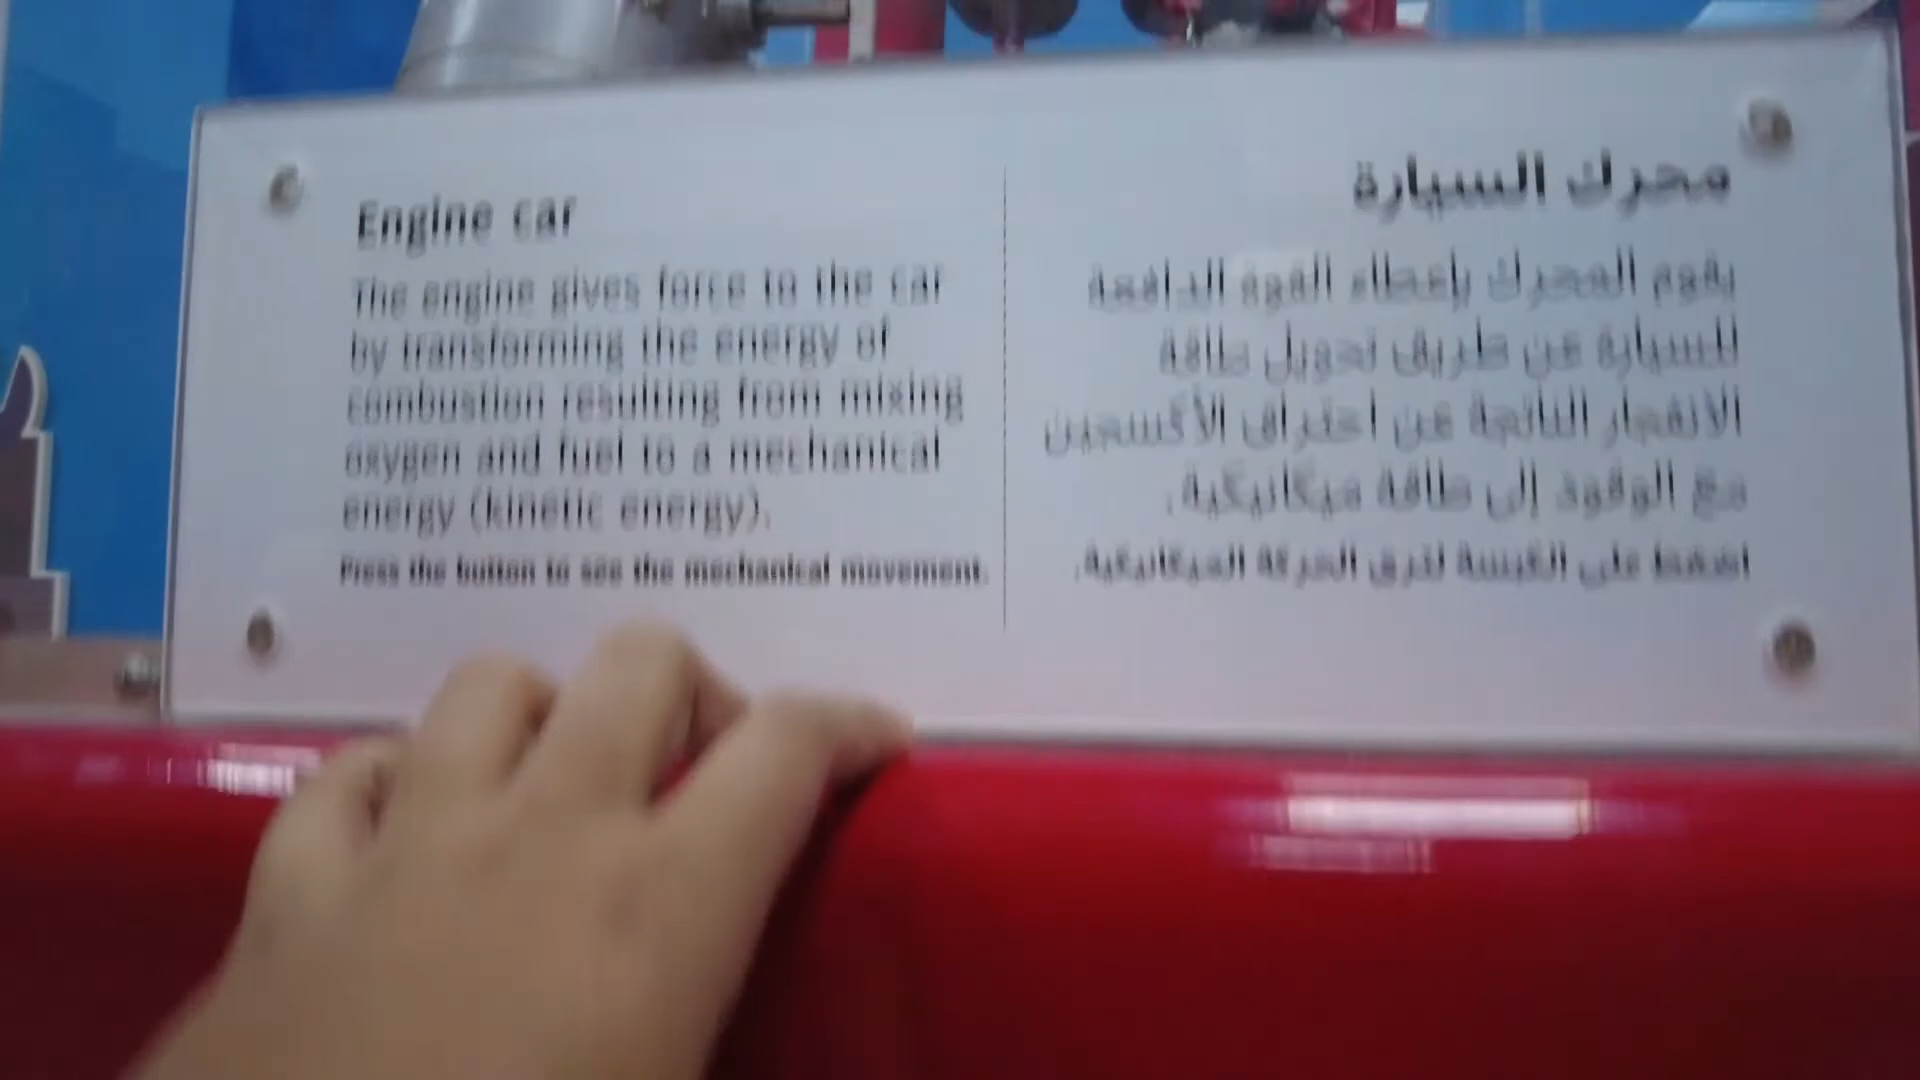 Engine car
The engine gives force to the car
by transforming the energy of
combustion resulting from mixing
oxygen and fuel to a mechanical
energy (kinetic energy).
Press the button to see the mechanical movement.
محرك السيارة
يقوم المحرك بإعطاء القوة الدافعة
للسيارة عن طريق تحويل طاقة
الانفجار الناتجة عن احتراق الأكسجين
مع الوقود إلى طاقة ميكانيكية.
اضغط على الكبسة لترى الحركة الميكانيكية.